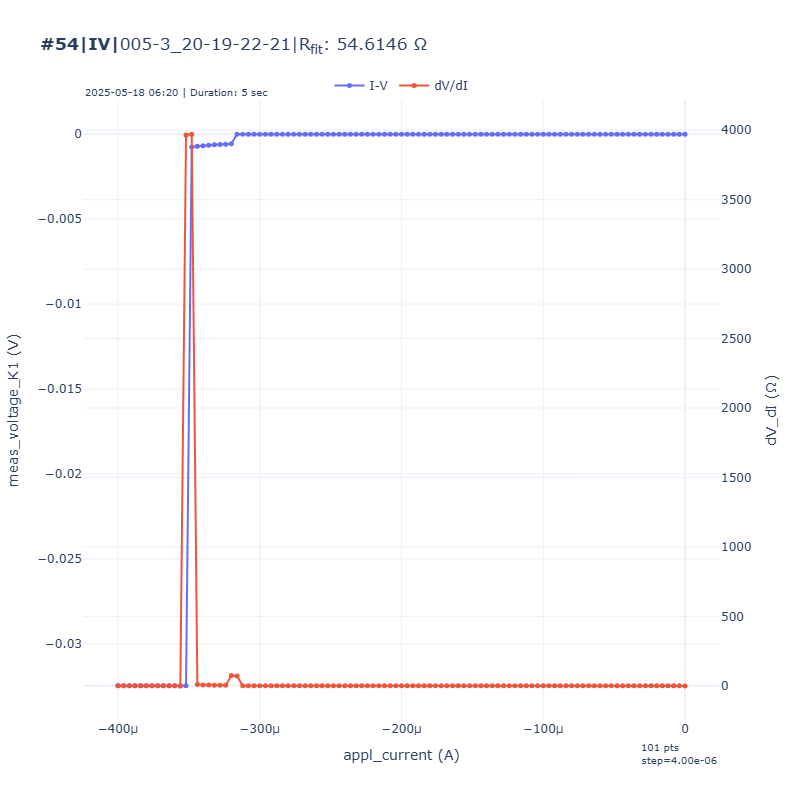 #54|IV|005-3_20-19-22-21|Rfit: 54.6146 Ω
2025-05-18 06:20 | Duration: 5 sec
I-V
dV/dI
0
−0.005
−0.01
−0.015
−0.02
−0.025
−0.03
meas_voltage_K1 (V)
4000
3500
3000
2500
2000
1500
1000
500
0
dV_dI (Ω)
−400μ
−300μ
−200μ
−100μ
0
appl_current (A)
101 pts
step=4.00e-06